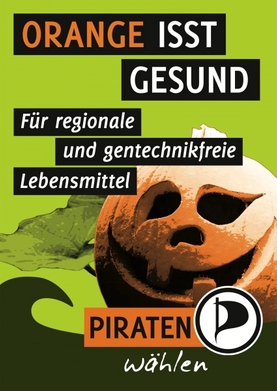 ORANGE ISST
GESUND
Für regionale
und gentechnikfreie
Lebensmittel
PIRATEN
wählen